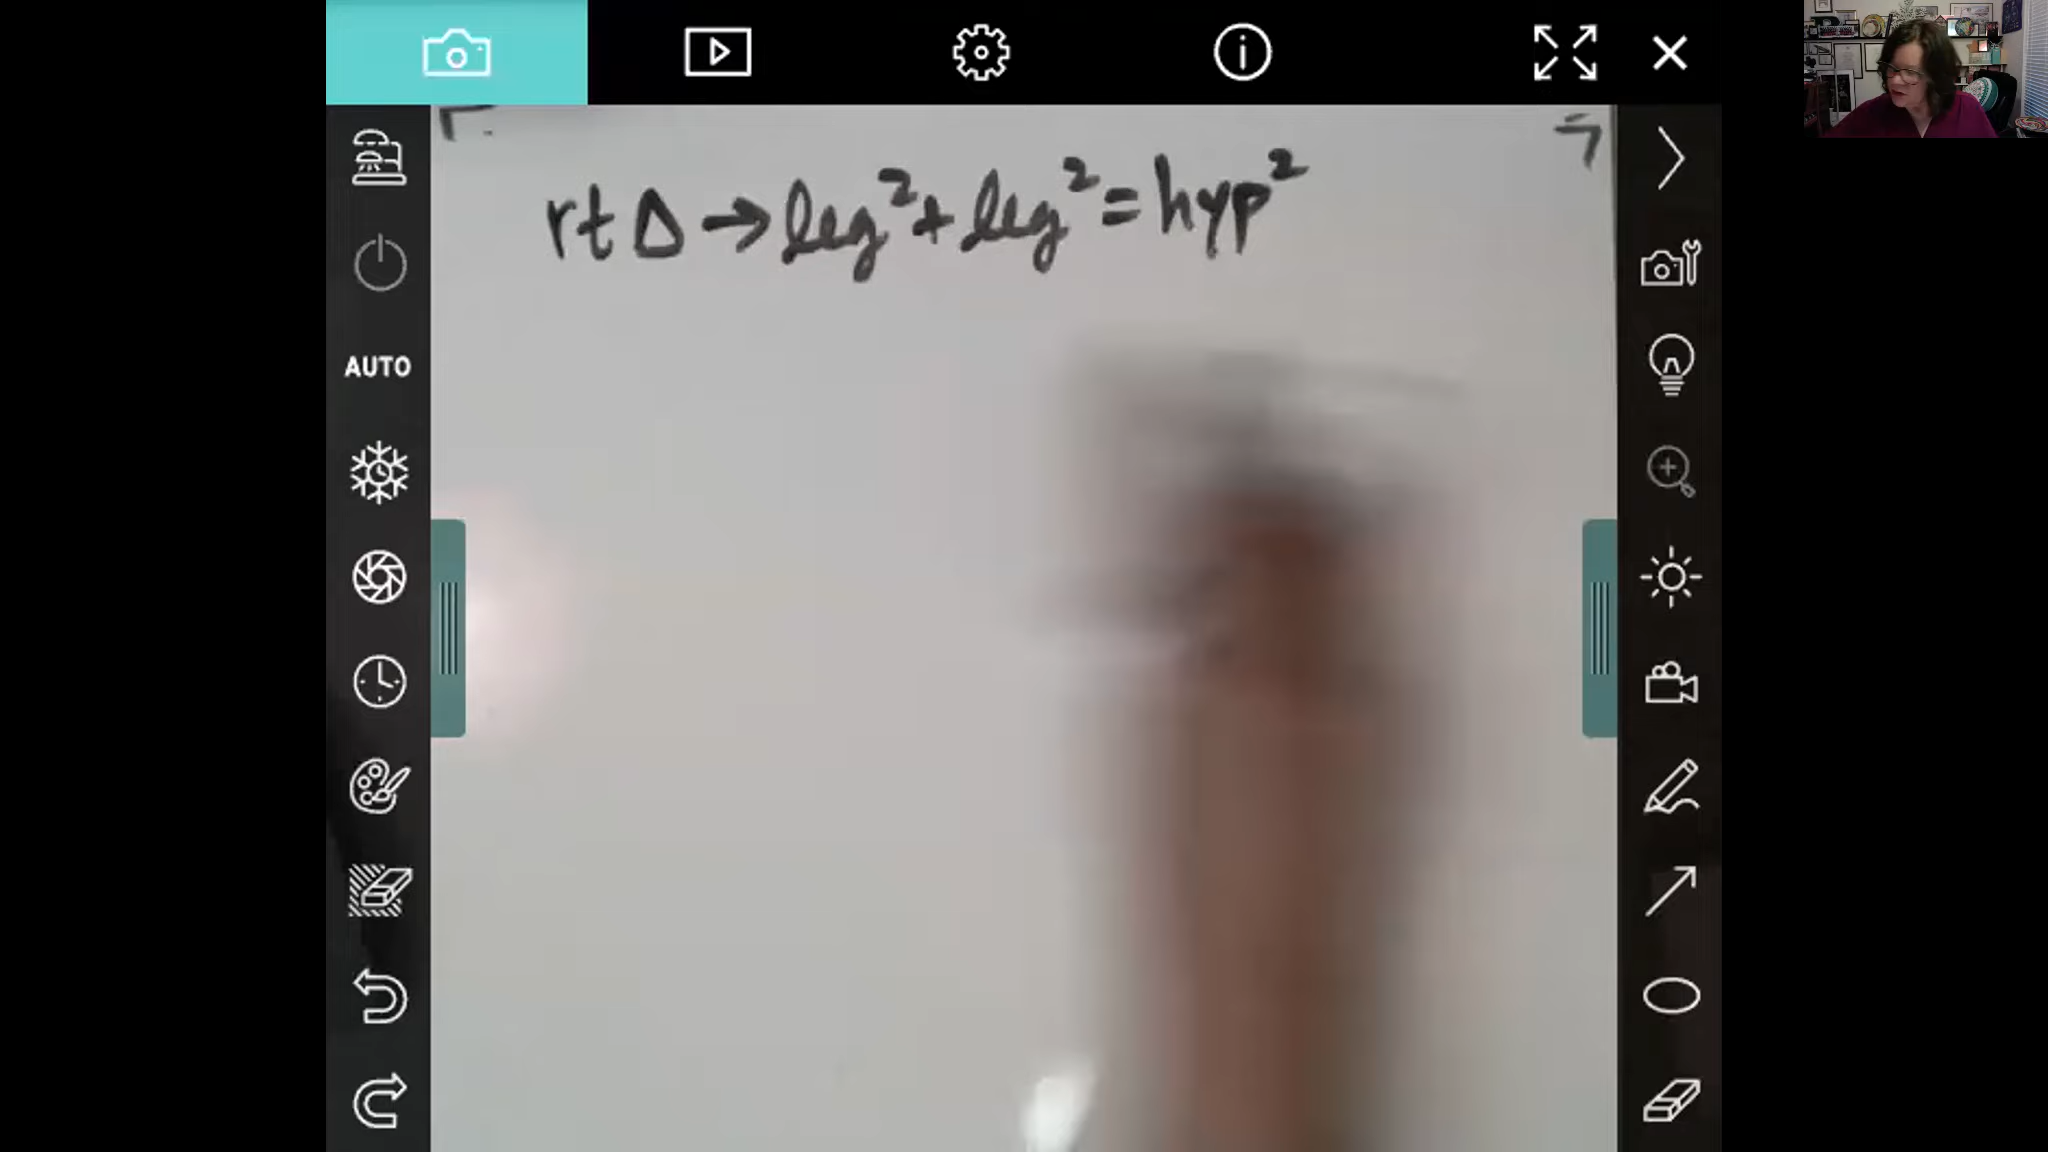 AUTO
rt Δ → leg² + leg² = hyp²